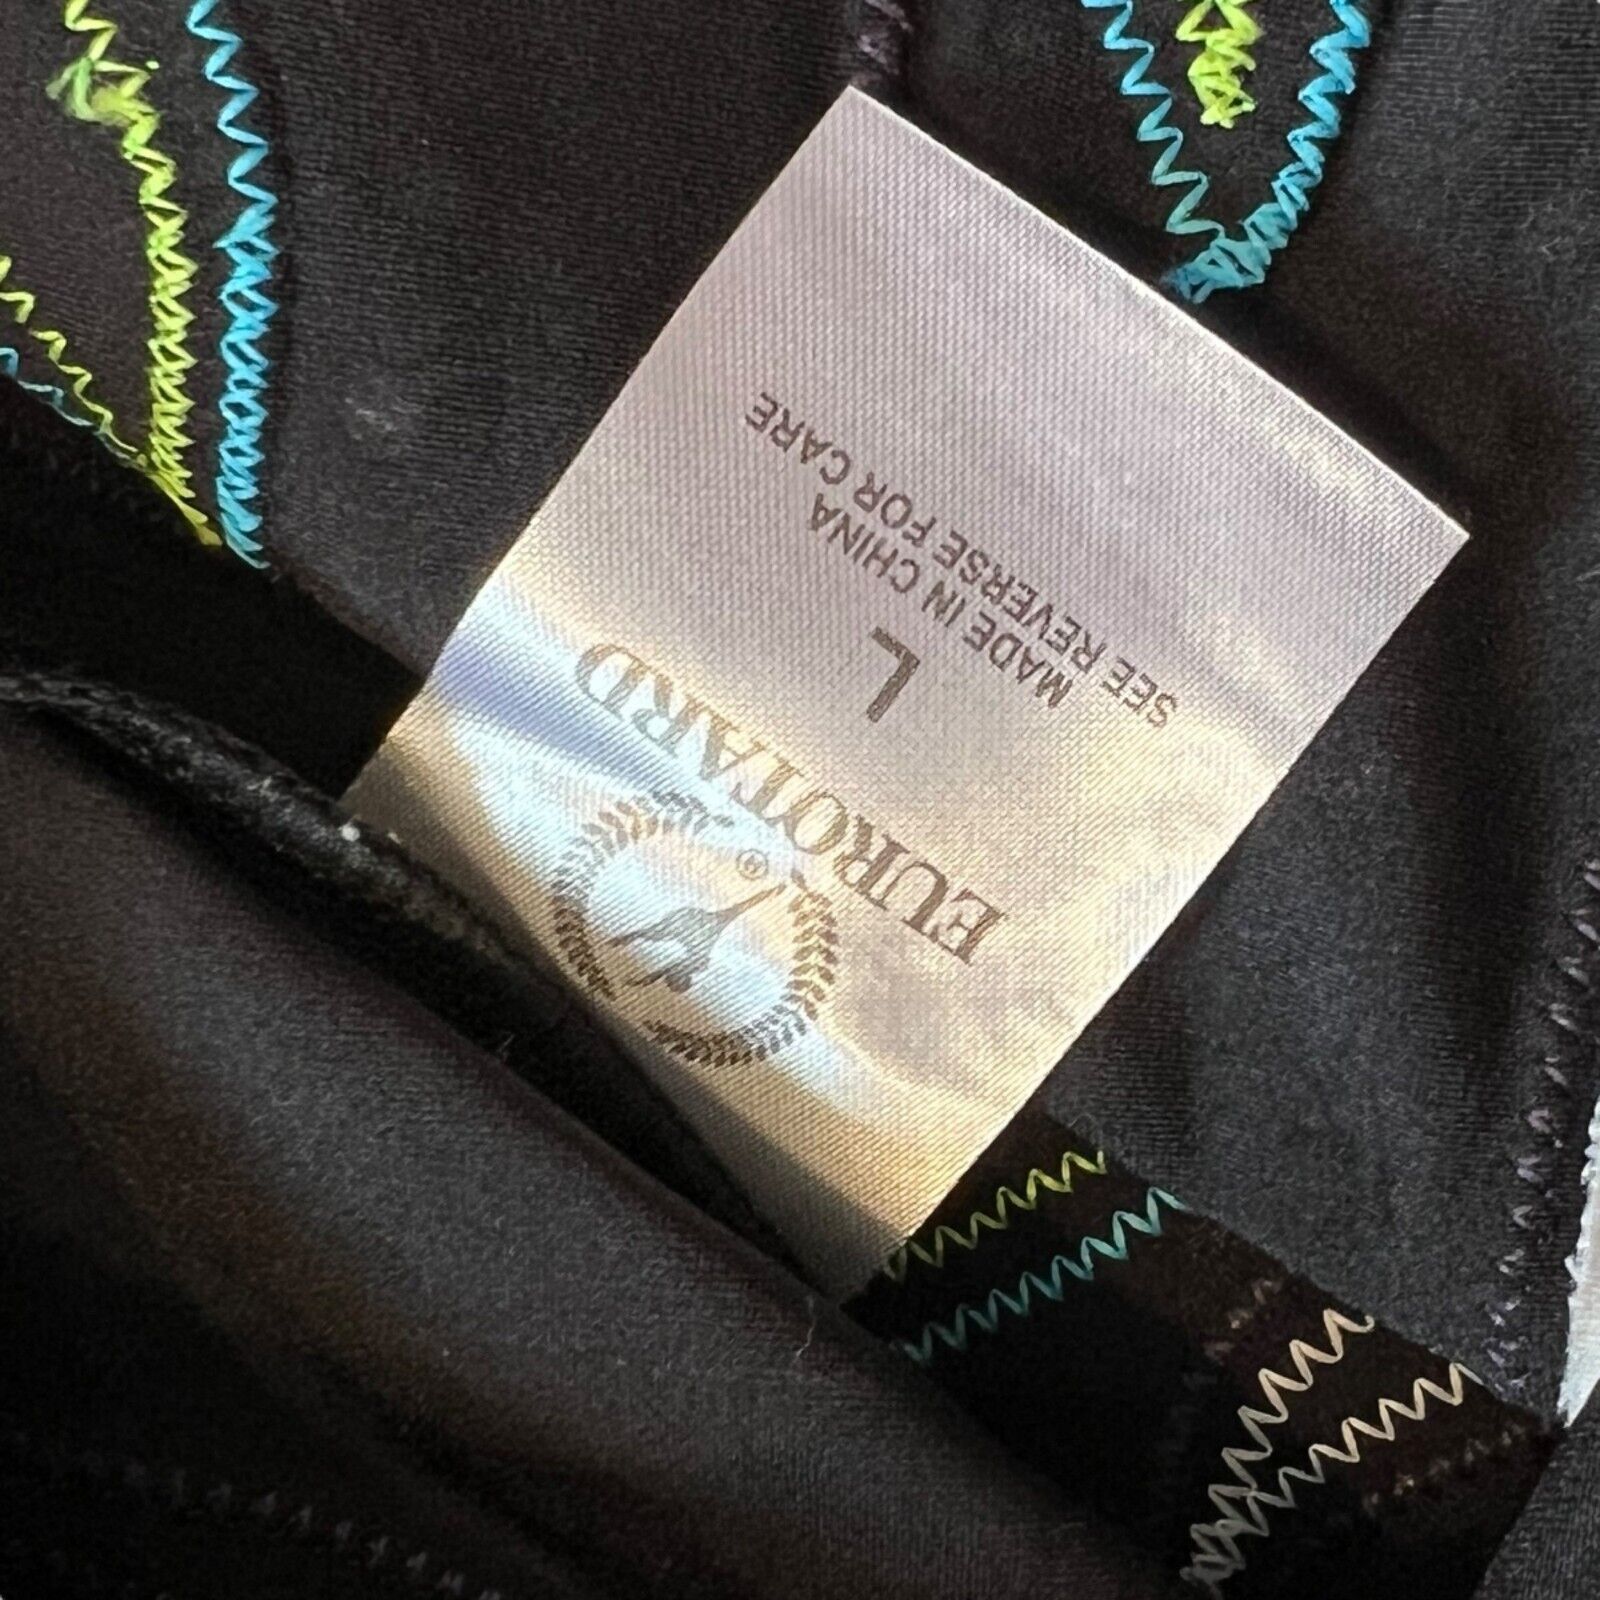 ®
EUROTARD
L
MADE IN CHINA
SEE REVERSE FOR CARE